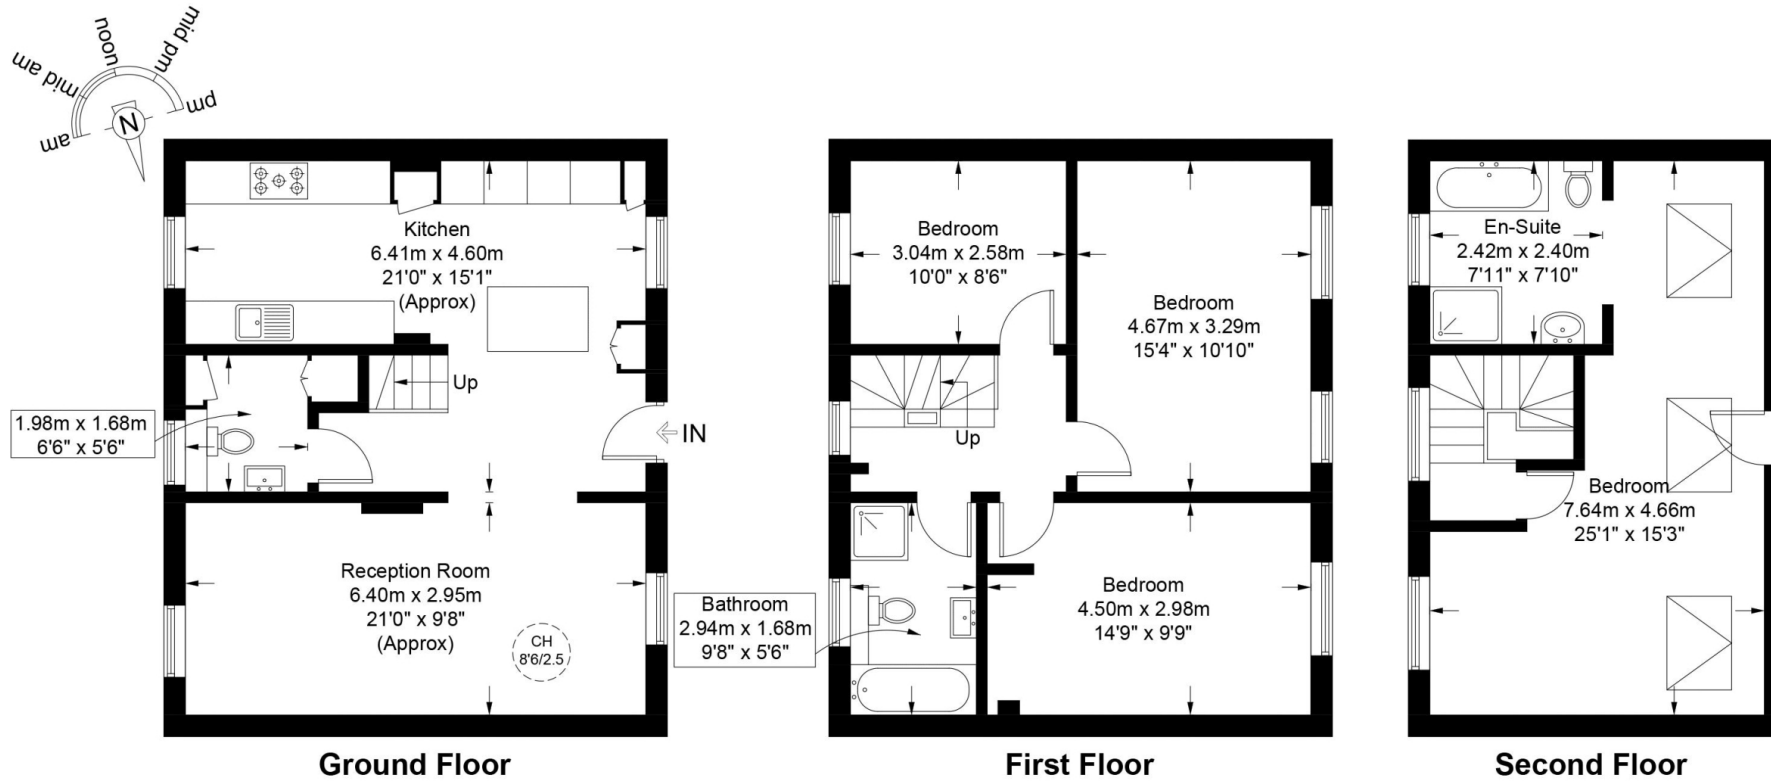 am
mid am
noon
mid pm
pm
N
Kitchen
6.41m x 4.60m
21'0" x 15'1"
(Approx)
Up
1.98m x 1.68m
6'6" x 5'6"
IN
Reception Room
6.40m x 2.95m
21'0" x 9'8"
(Approx)
CH
8'6/2.5
Ground Floor
Bedroom
3.04m x 2.58m
10'0" x 8'6"
Bedroom
4.67m x 3.29m
15'4" x 10'10"
Up
Bathroom
2.94m x 1.68m
9'8" x 5'6"
Bedroom
4.50m x 2.98m
14'9" x 9'9"
First Floor
En-Suite
2.42m x 2.40m
7'11" x 7'10"
Bedroom
7.64m x 4.66m
25'1" x 15'3"
Second Floor